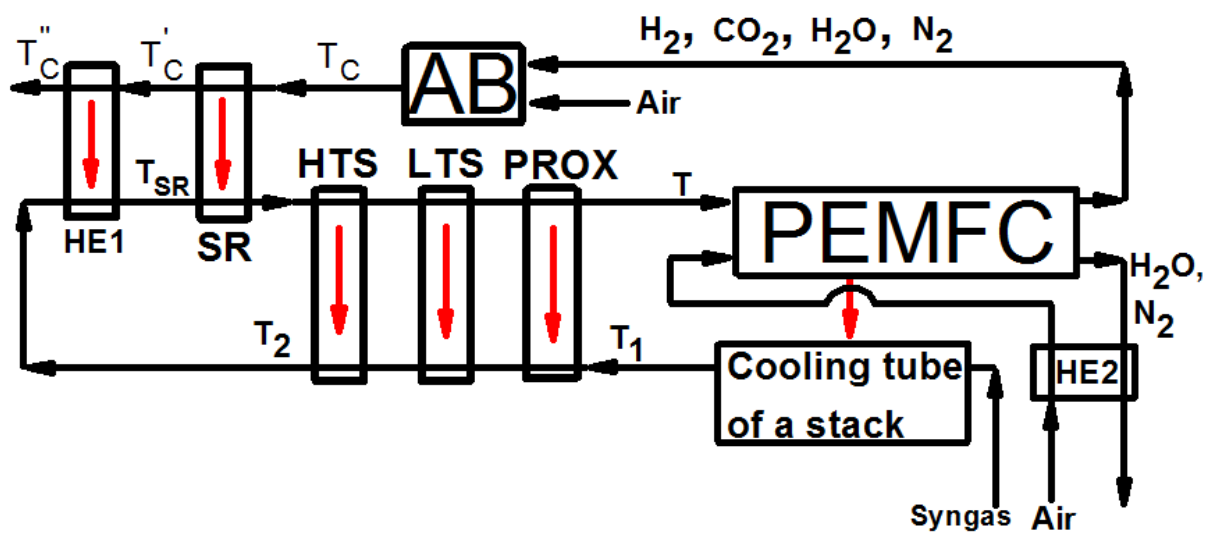 H₂, CO₂, H₂O, N₂
T''C T'C TC AB Air
HTS LTS PROX
TSR T PEMFC
HE1 SR
H₂O,
N₂
T₂ T₁ Cooling tube
of a stack
HE2
Syngas Air